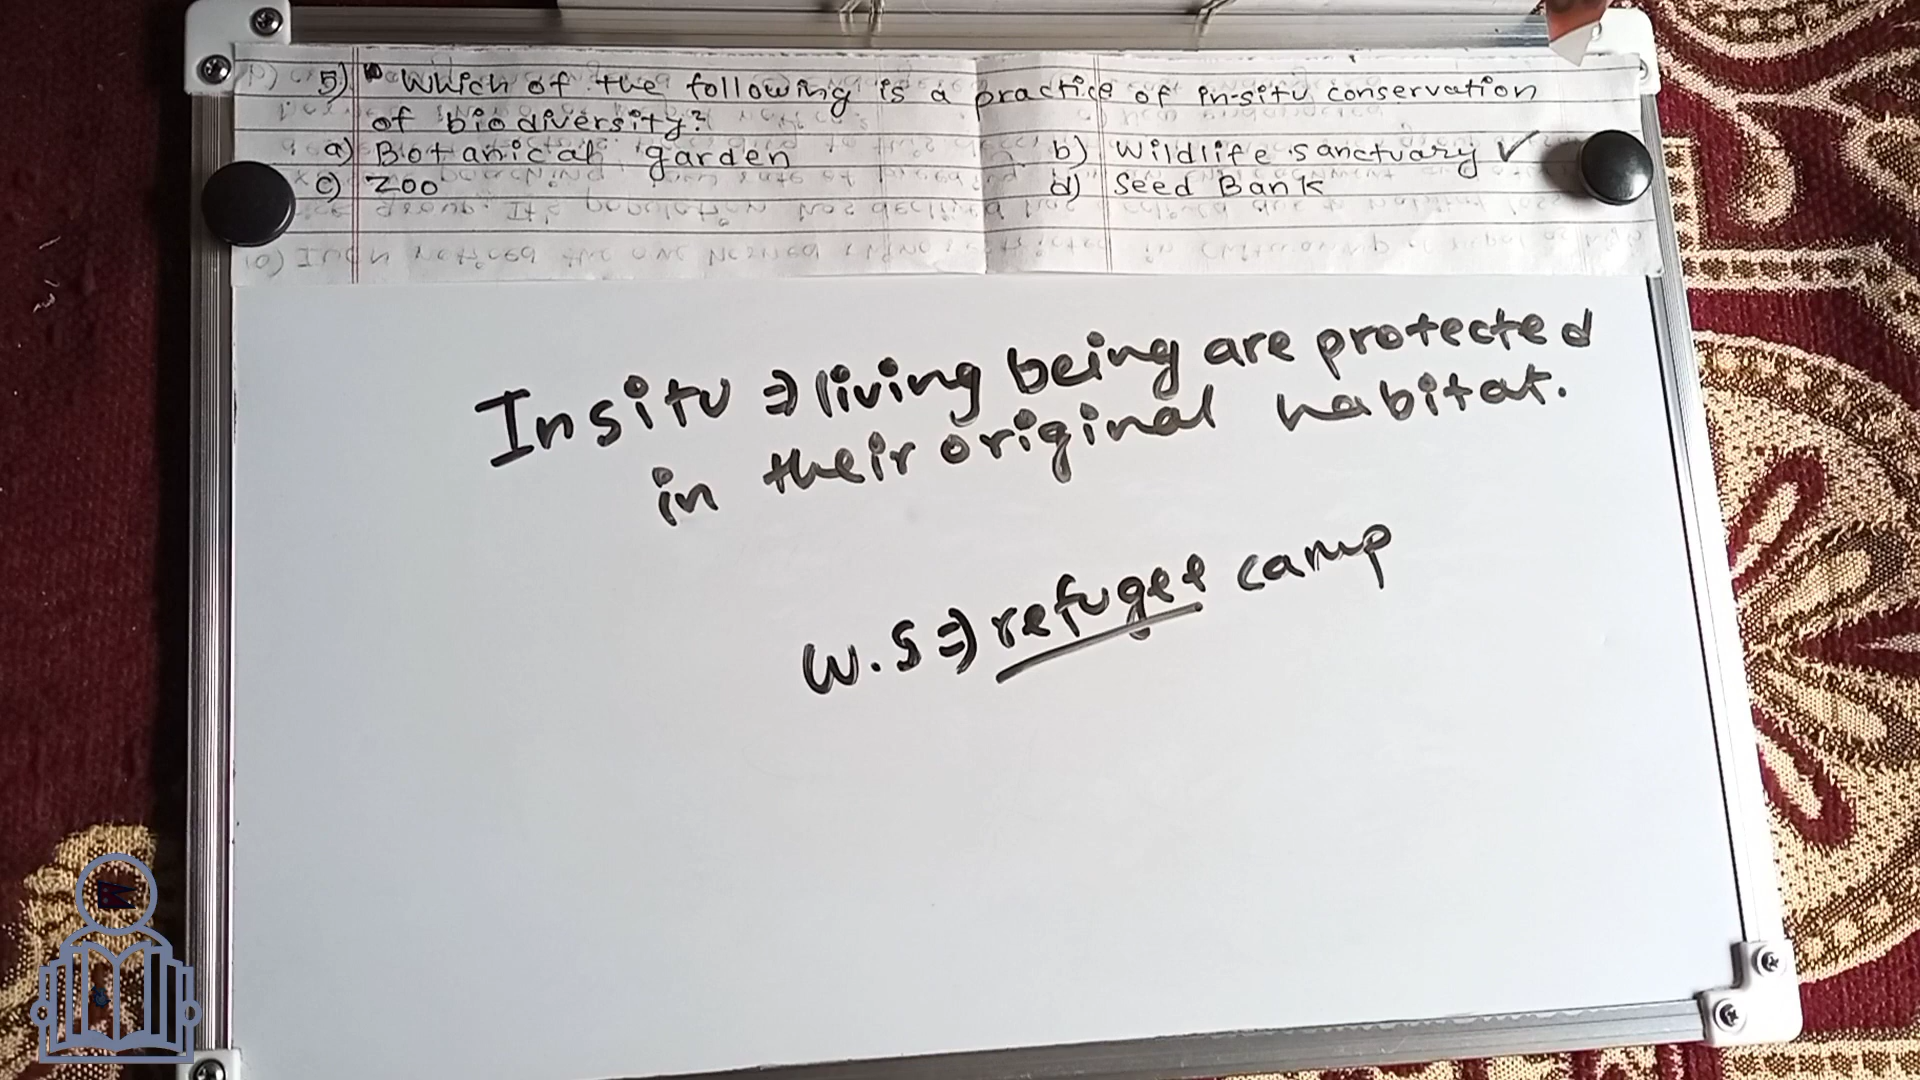 5) Which of the following is a practice of in-situ conservation
of biodiversity?
a) Botanical garden b) Wildlife sanctuary ✓
c) Zoo d) Seed Bank
Insitu ⇒ living being are protected
in their original habitat.
W.S ⇒ refugee camp